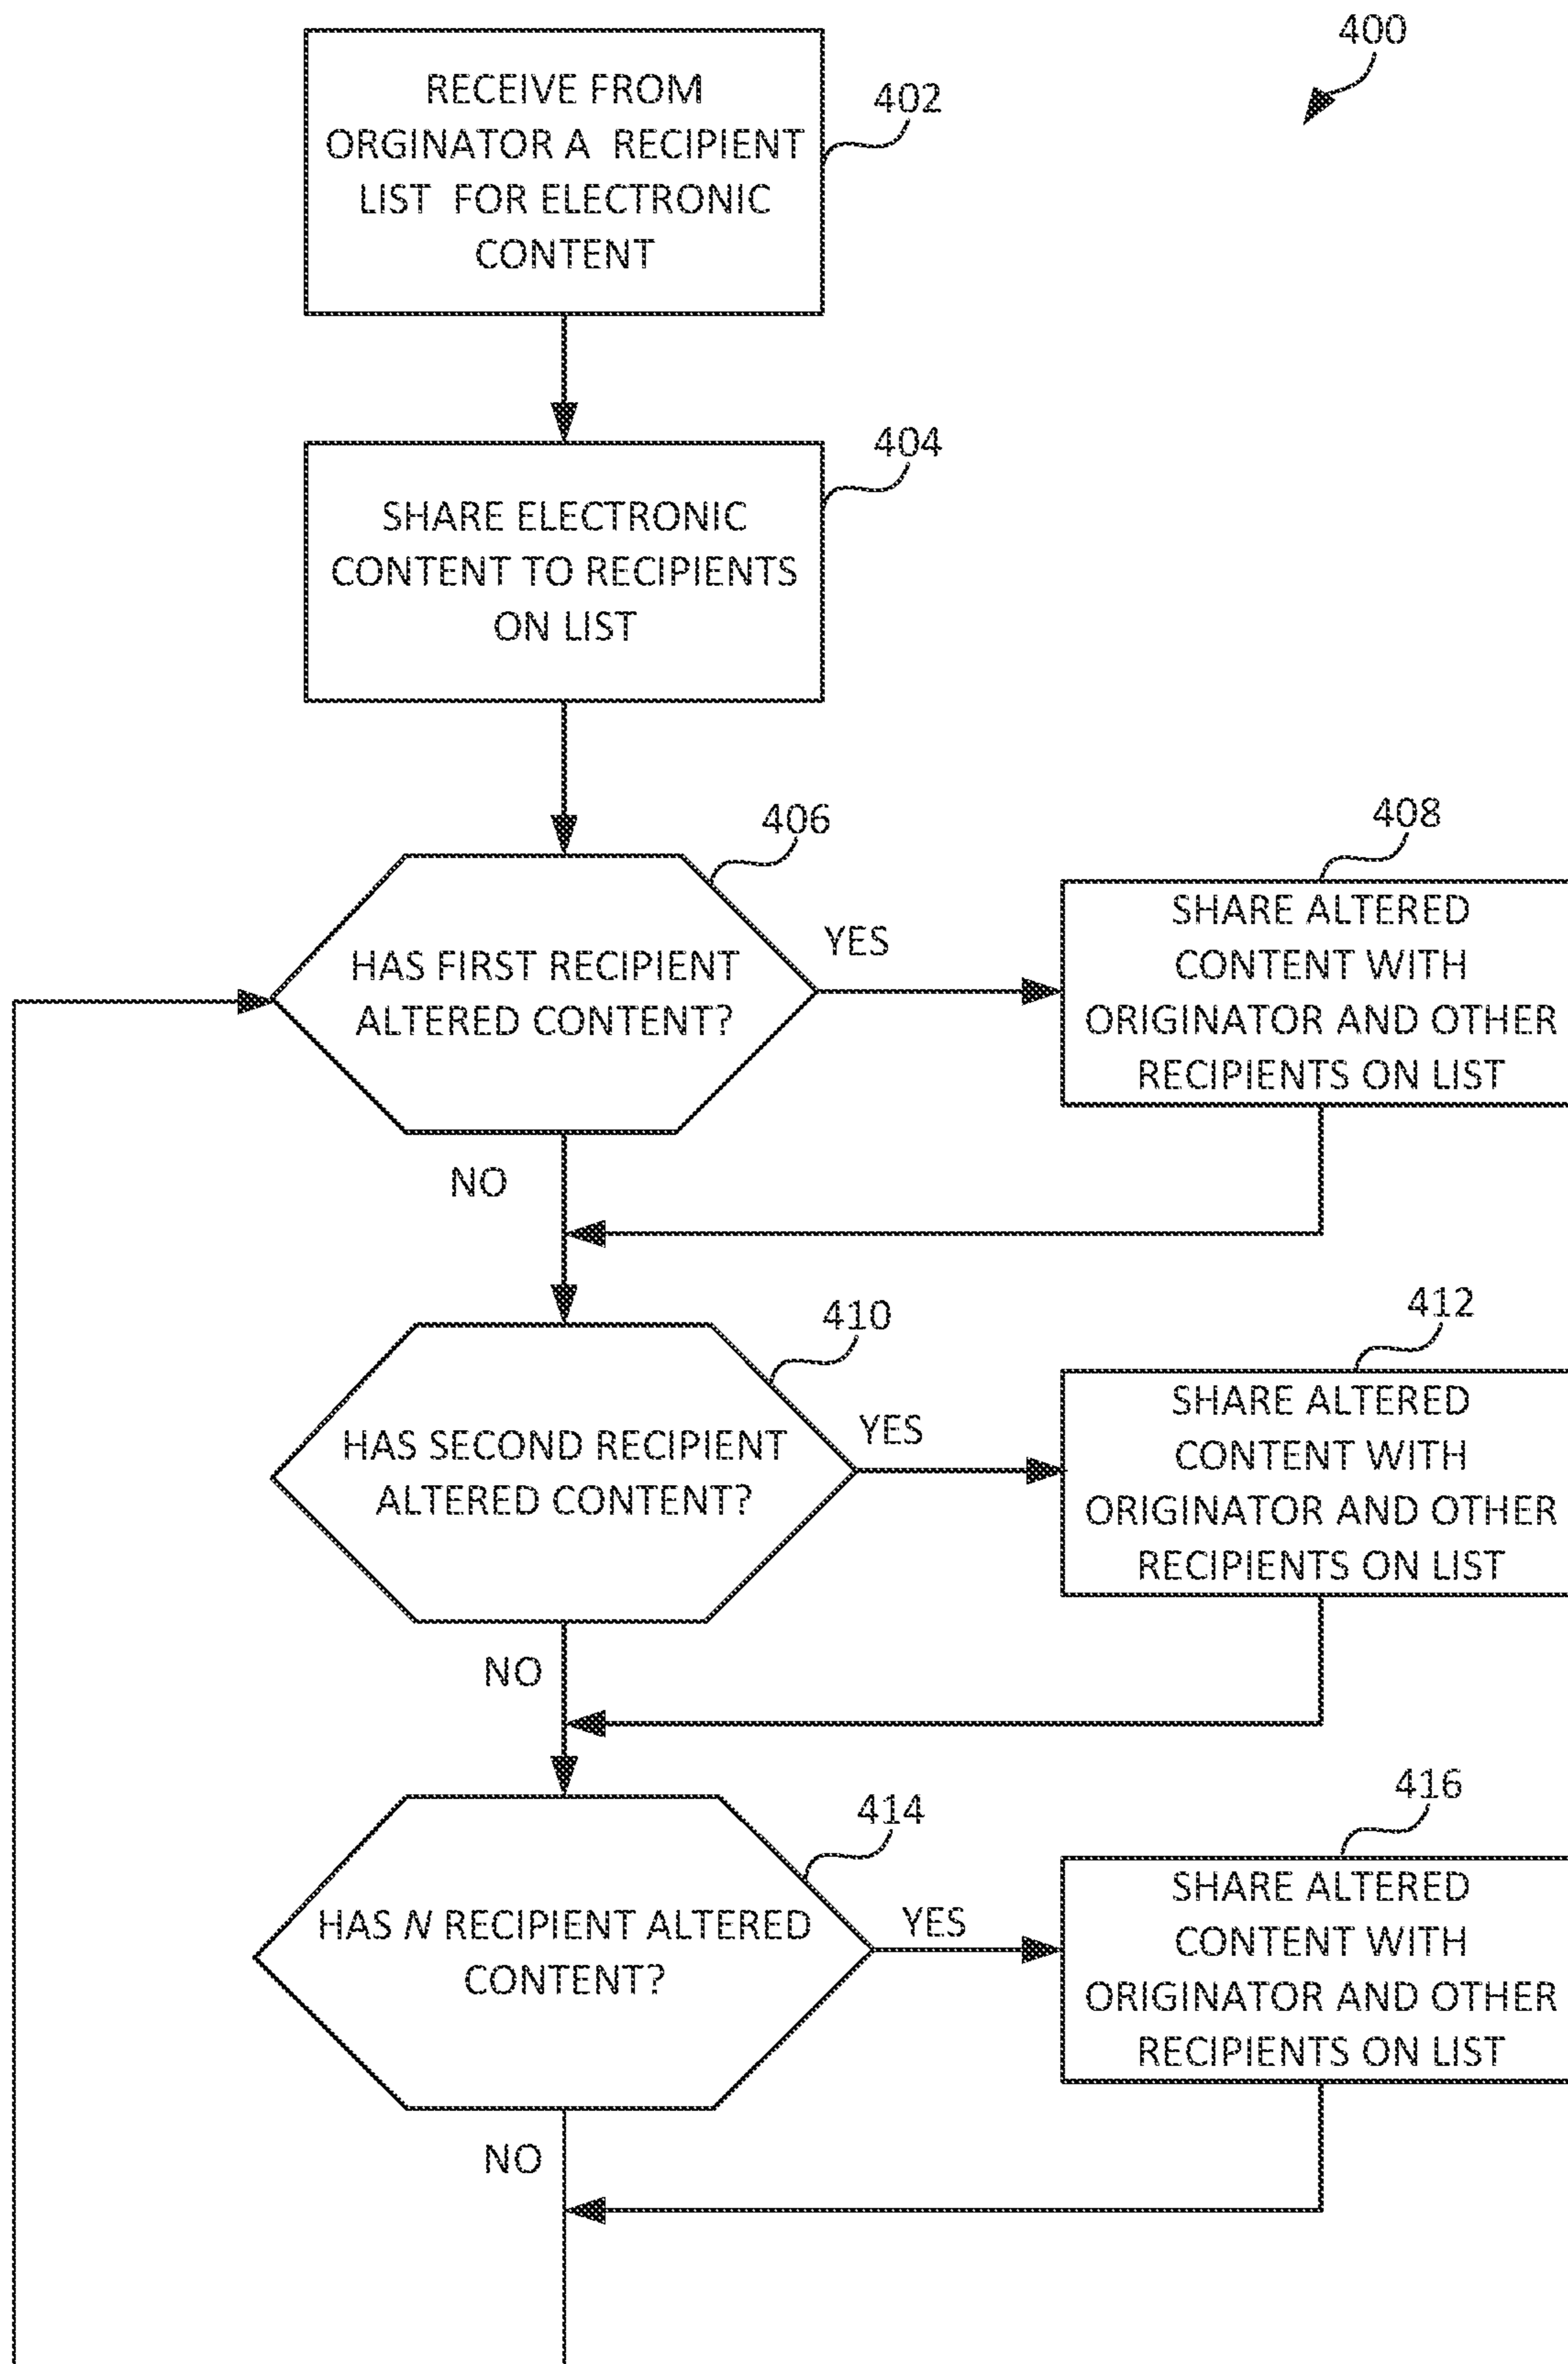 400
RECEIVE FROM
ORGINATOR A RECIPIENT
LIST FOR ELECTRONIC
CONTENT
402
SHARE ELECTRONIC
CONTENT TO RECIPIENTS
ON LIST
404
HAS FIRST RECIPIENT
ALTERED CONTENT?
406
YES
NO
SHARE ALTERED
CONTENT WITH
ORIGINATOR AND OTHER
RECIPIENTS ON LIST
408
HAS SECOND RECIPIENT
ALTERED CONTENT?
410
YES
NO
SHARE ALTERED
CONTENT WITH
ORIGINATOR AND OTHER
RECIPIENTS ON LIST
412
HAS N RECIPIENT ALTERED
CONTENT?
414
YES
NO
SHARE ALTERED
CONTENT WITH
ORIGINATOR AND OTHER
RECIPIENTS ON LIST
416